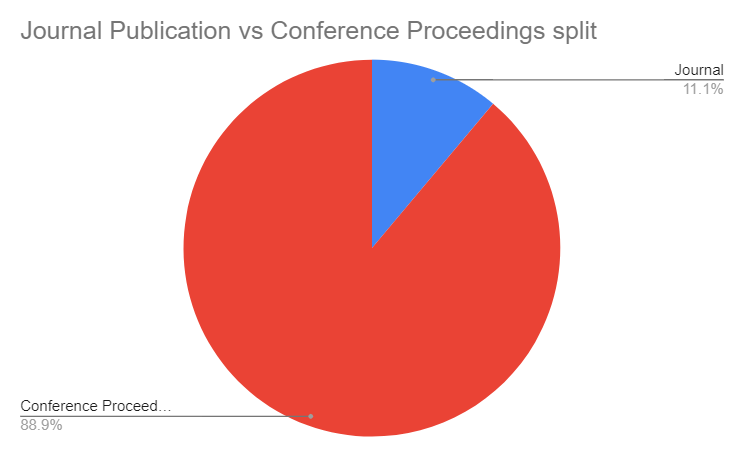 Journal Publication vs Conference Proceedings split
Journal
11.1%
Conference Proceed…
88.9%